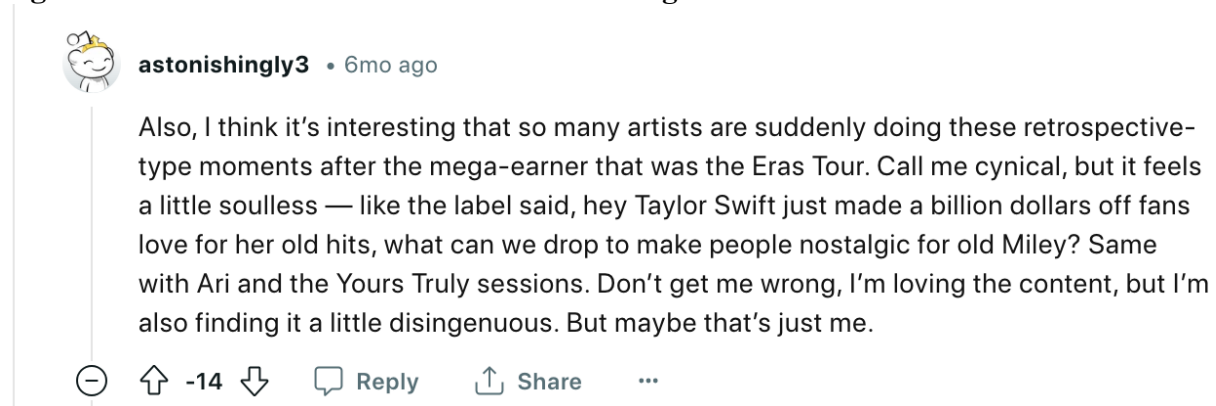 astonishingly3 • 6mo ago
Also, I think it's interesting that so many artists are suddenly doing these retrospective-
type moments after the mega-earner that was the Eras Tour. Call me cynical, but it feels
a little soulless — like the label said, hey Taylor Swift just made a billion dollars off fans
love for her old hits, what can we drop to make people nostalgic for old Miley? Same
with Ari and the Yours Truly sessions. Don't get me wrong, I'm loving the content, but I'm
also finding it a little disingenuous. But maybe that's just me.
-14 Reply Share ...